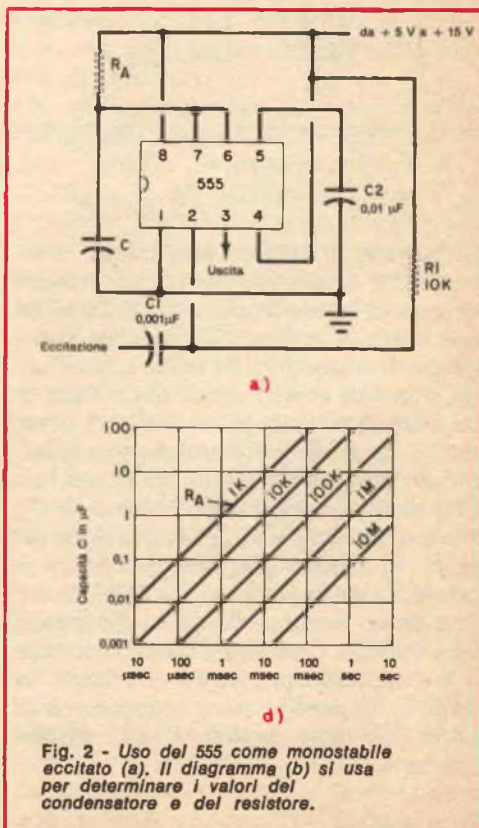 da + 5 V a + 15 V
RA
8 7 6 5
555
C2
0,01 µF
1 2 3 4
C
Uscita
R1
10K
C1
0,001µF
Eccitazione
a)
Capacità C in µF
100
10
1
0,1
0,01
0,001
RA
1K
10K
100K
1M
10M
10 µsec
100 µsec
1 msec
10 msec
100 msec
1 sec
10 sec
d)
Fig. 2 - Uso del 555 come monostabile
eccitato (a). Il diagramma (b) si usa
per determinare i valori del
condensatore e del resistore.